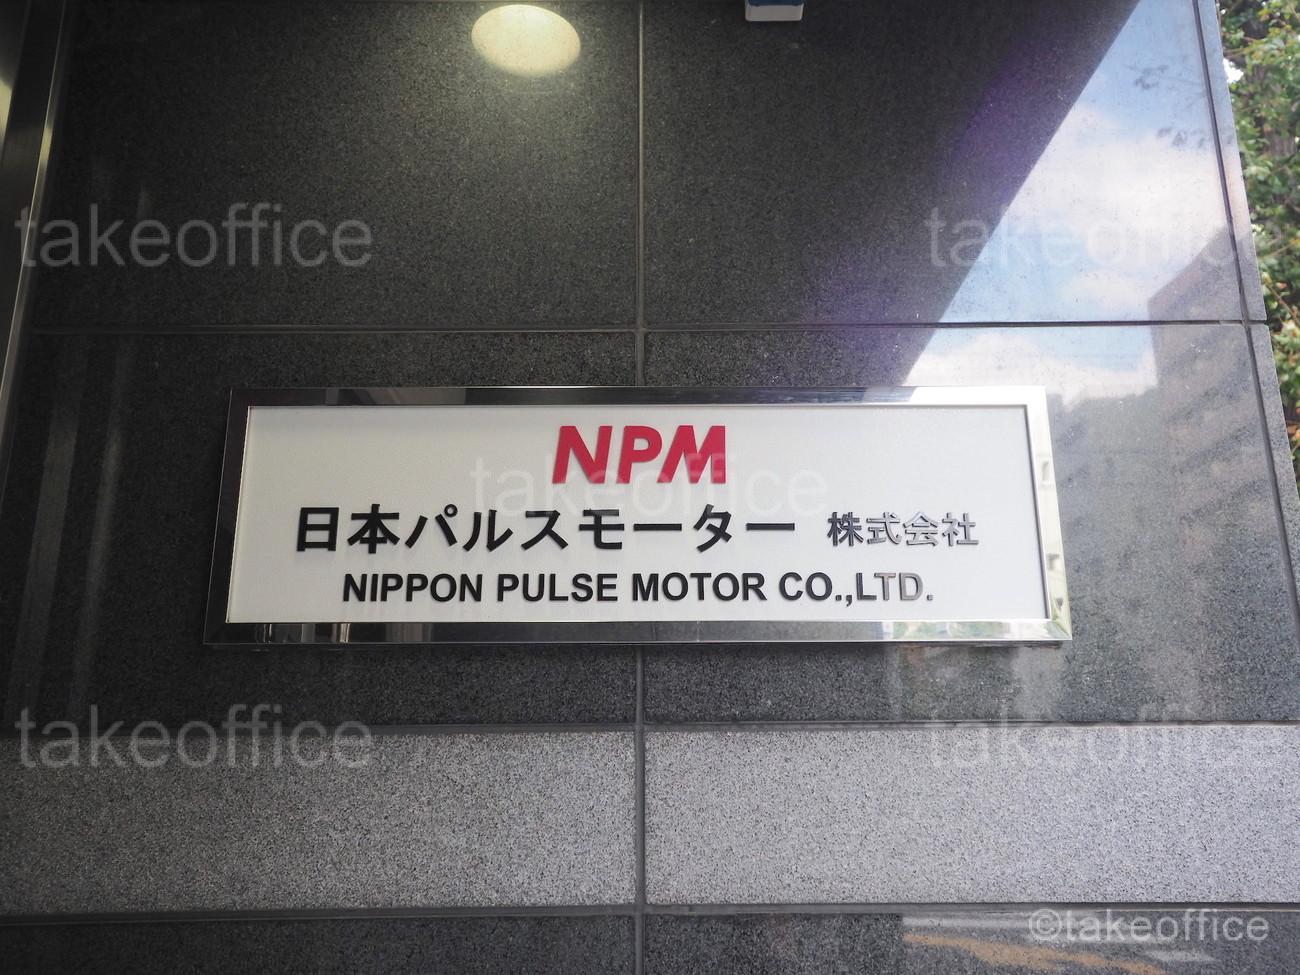 takeoffice takeoffice
NPM
takeoffice
日本パルスモーター 株式会社
NIPPON PULSE MOTOR CO.,LTD.
takeoffice takeoffice
©takeoffice